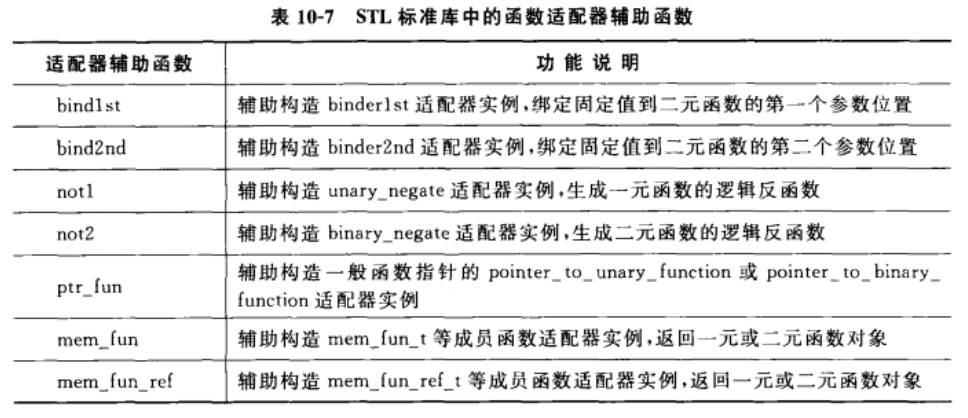 表 10-7 STL 标准库中的函数适配器辅助函数
适配器辅助函数 功能说明
bind1st 辅助构造 binder1st 适配器实例,绑定固定值到二元函数的第一个参数位置
bind2nd 辅助构造 binder2nd 适配器实例,绑定固定值到二元函数的第二个参数位置
not1 辅助构造 unary_negate 适配器实例,生成一元函数的逻辑反函数
not2 辅助构造 binary_negate 适配器实例,生成二元函数的逻辑反函数
ptr_fun 辅助构造一般函数指针的 pointer_to_unary_function 或 pointer_to_binary_
function 适配器实例
mem_fun 辅助构造 mem_fun_t 等成员函数适配器实例,返回一元或二元函数对象
mem_fun_ref 辅助构造 mem_fun_ref_t 等成员函数适配器实例,返回一元或二元函数对象